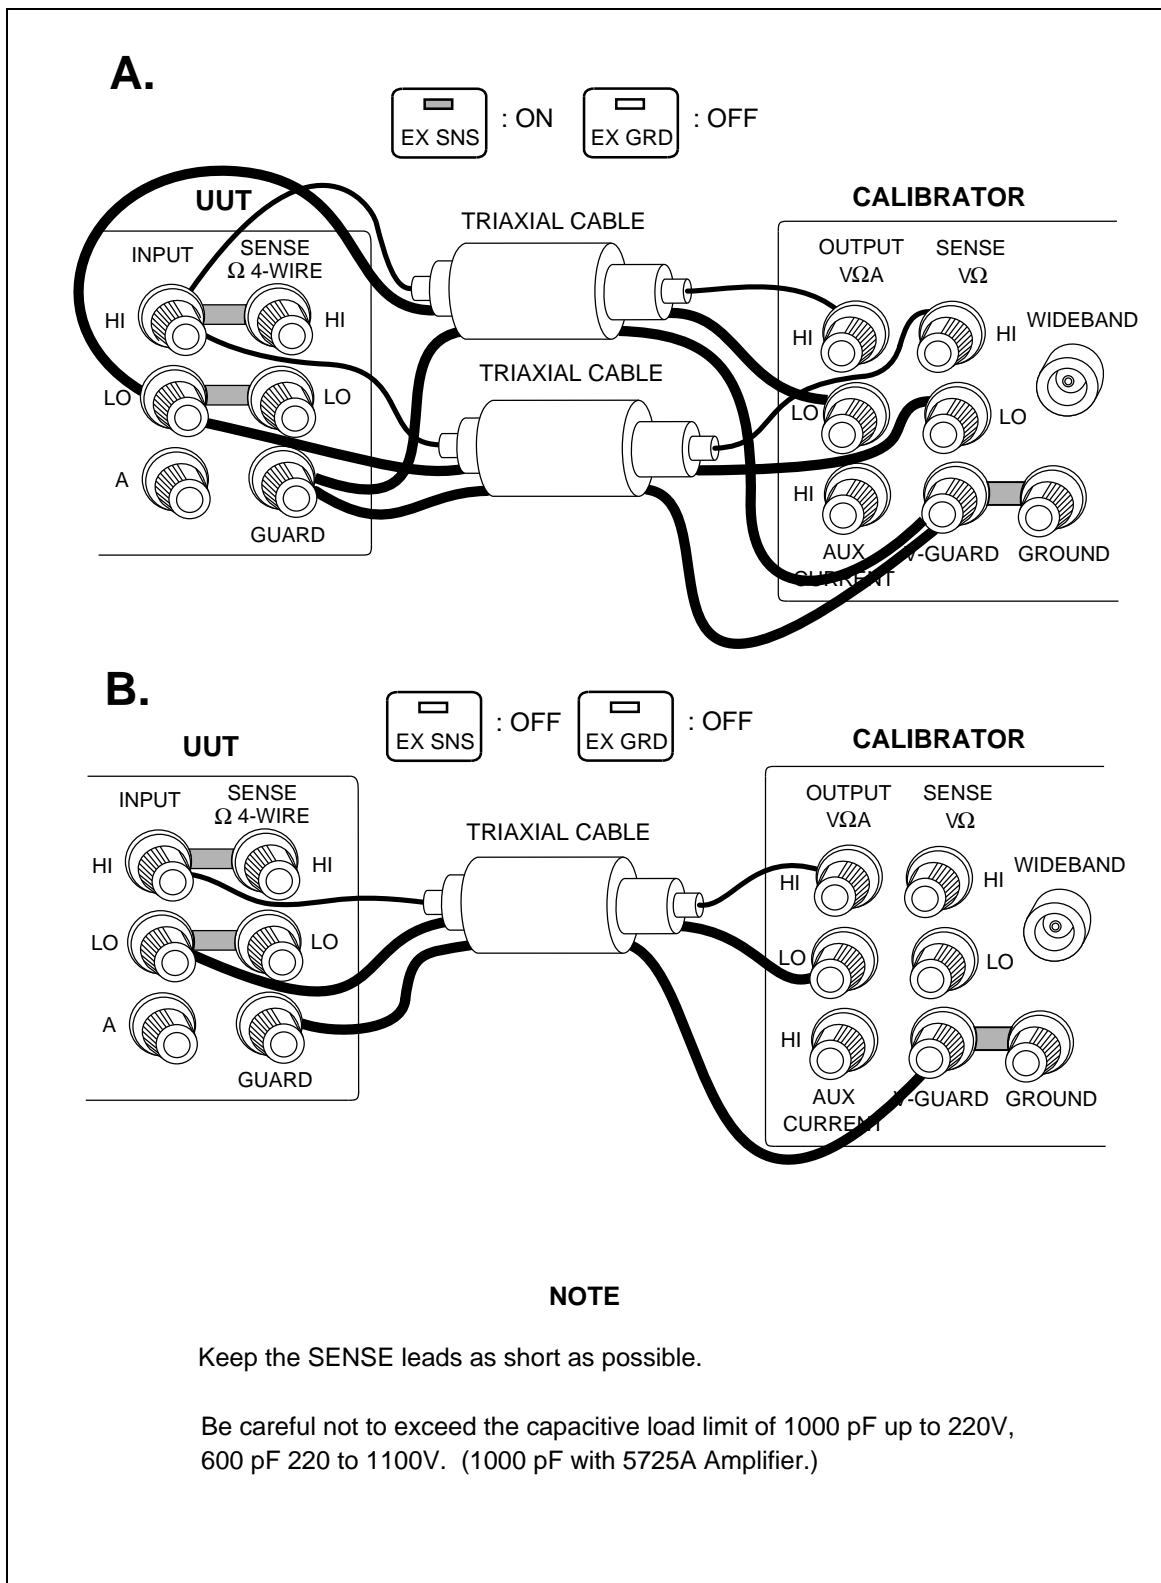 A.
EX SNS : ON EX GRD : OFF
UUT
CALIBRATOR
TRIAXIAL CABLE
INPUT SENSE
Ω 4-WIRE
OUTPUT SENSE
VΩA VΩ
HI HI
HI HI WIDEBAND
TRIAXIAL CABLE
LO LO
LO LO
A
HI
GUARD
AUX V-GUARD GROUND
CURRENT
B.
EX SNS : OFF EX GRD : OFF
UUT
CALIBRATOR
INPUT SENSE
Ω 4-WIRE
OUTPUT SENSE
VΩA VΩ
TRIAXIAL CABLE
HI HI
HI HI WIDEBAND
LO LO
LO LO
A
HI
GUARD
AUX V-GUARD GROUND
CURRENT
NOTE
Keep the SENSE leads as short as possible.
Be careful not to exceed the capacitive load limit of 1000 pF up to 220V,
600 pF 220 to 1100V. (1000 pF with 5725A Amplifier.)